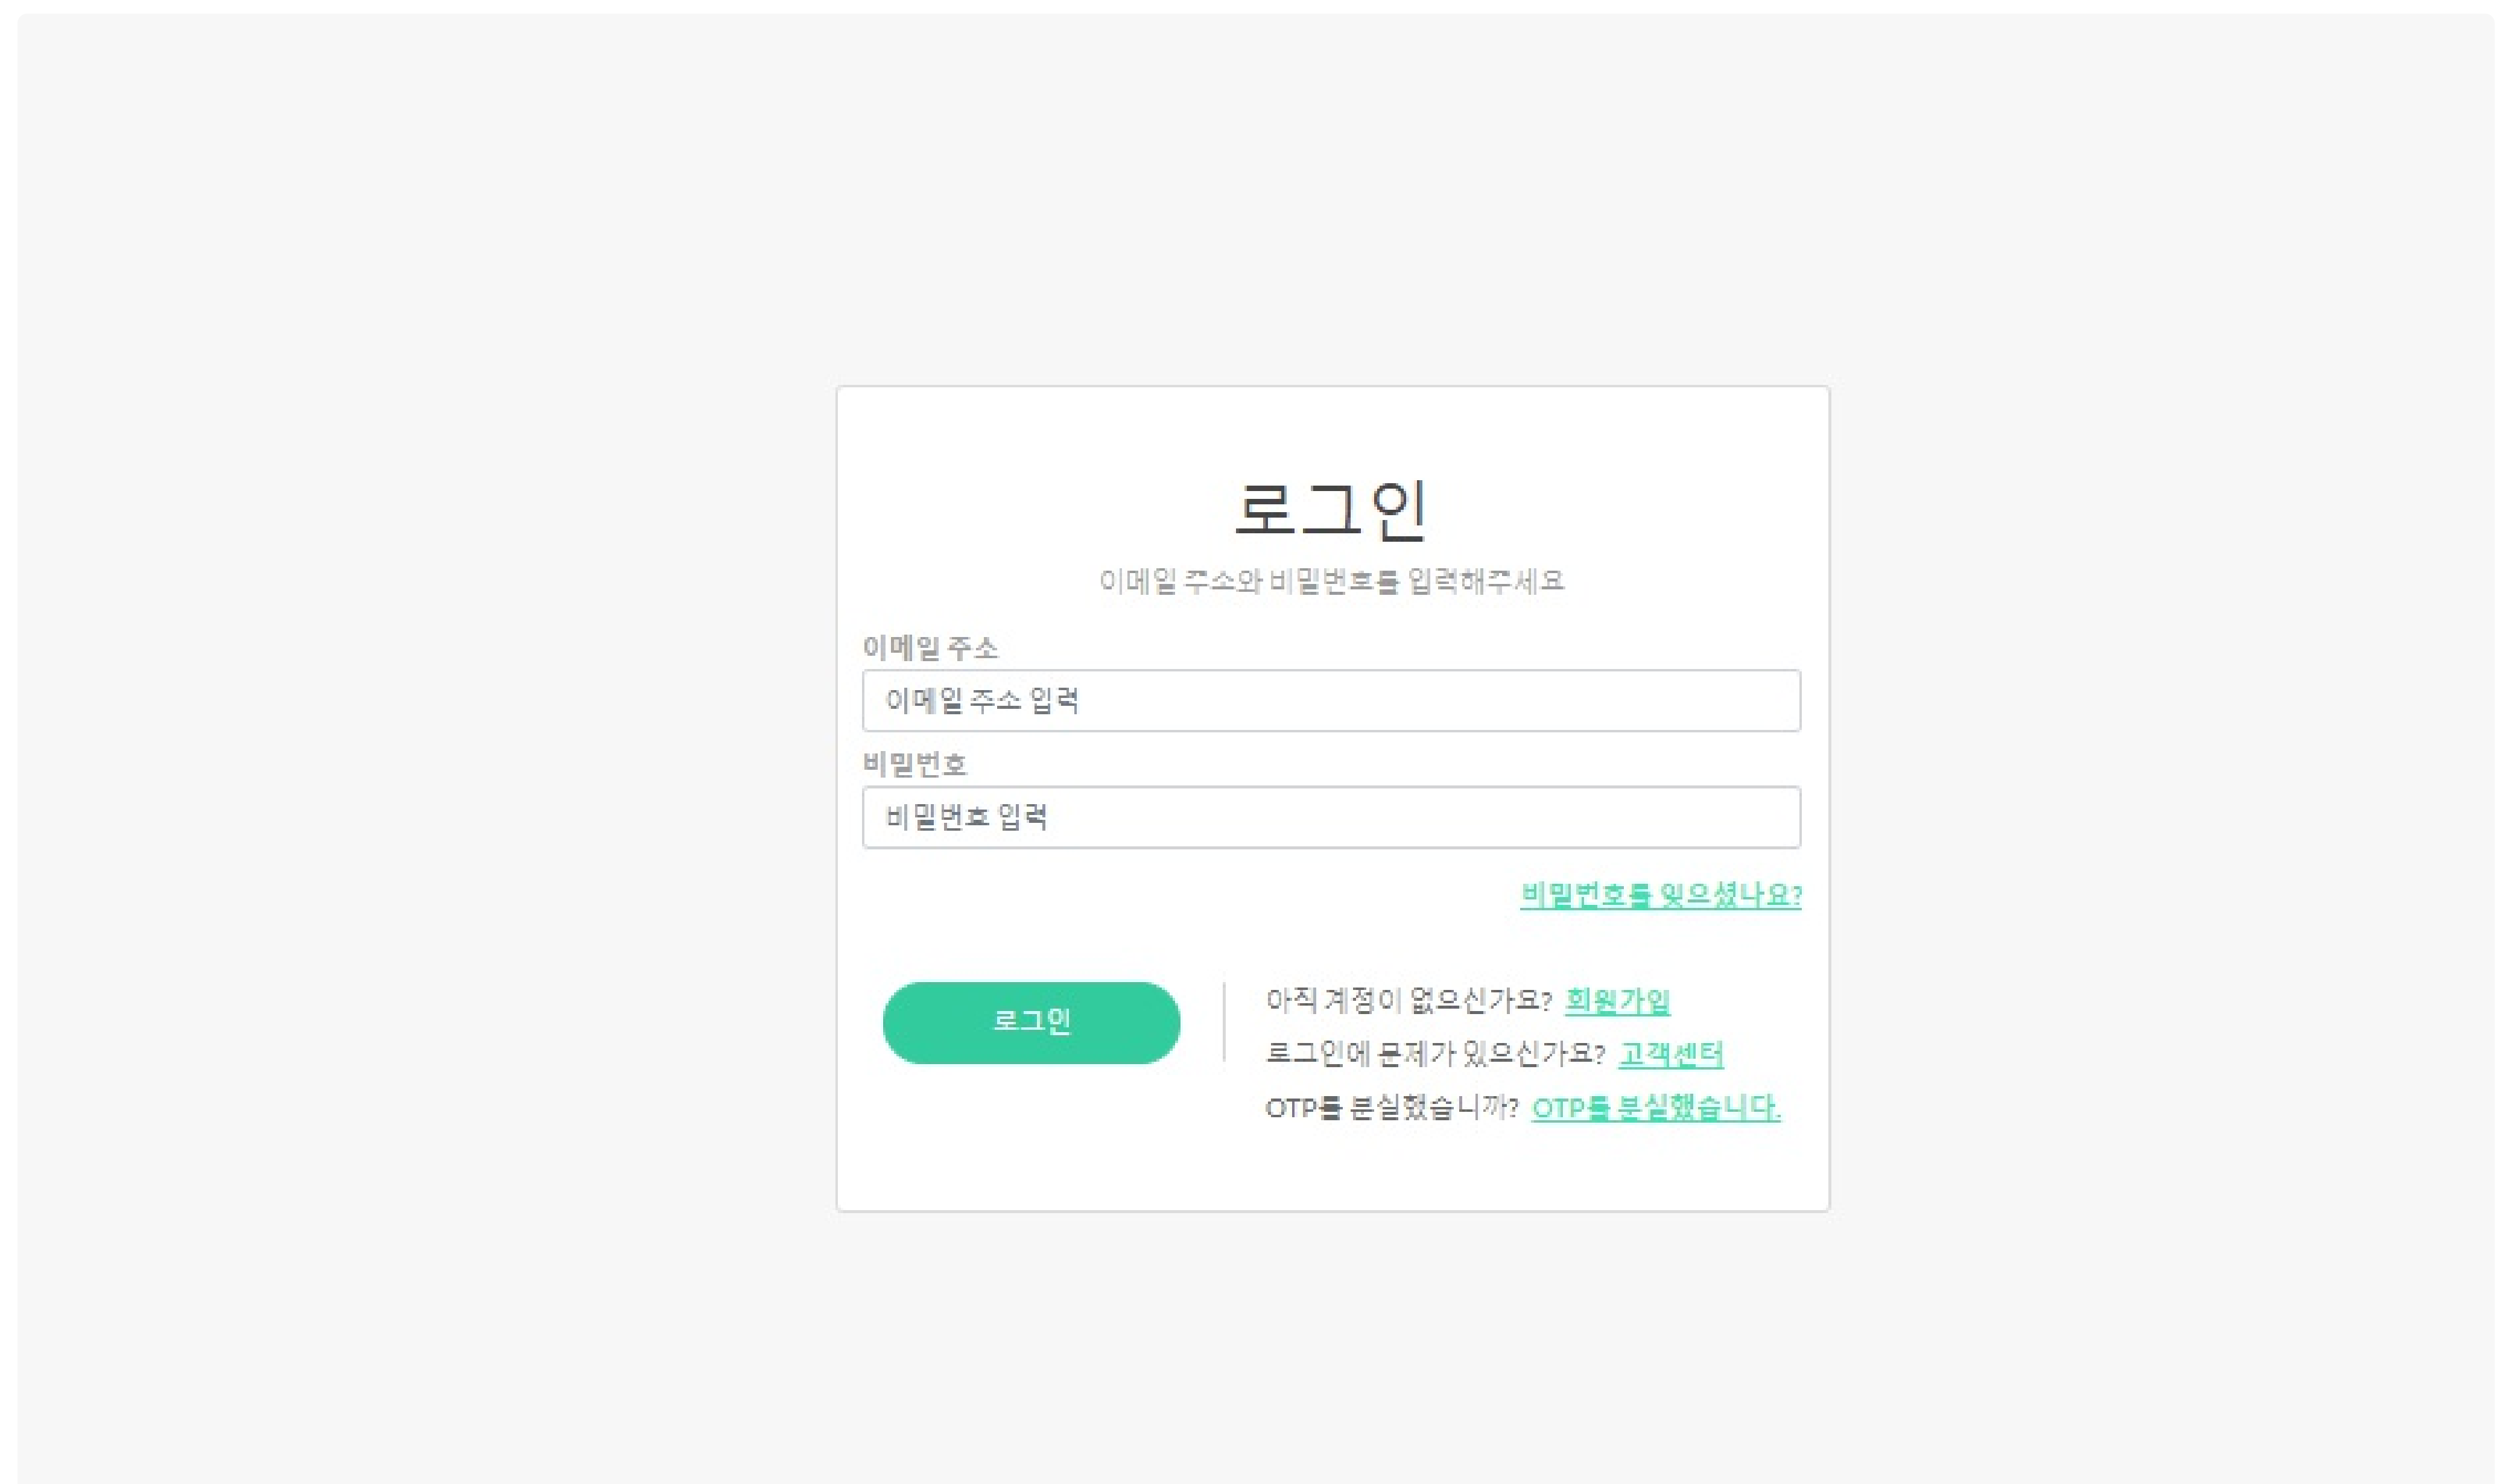 로그인
이메일 주소와 비밀번호를 입력해주세요
이메일 주소
이메일 주소 입력
비밀번호
비밀번호 입력
비밀번호를 잊으셨나요?
로그인
아직 계정이 없으신가요? 회원가입
로그인에 문제가 있으신가요? 고객센터
OTP를 분실했습니까? OTP를 분실했습니다.